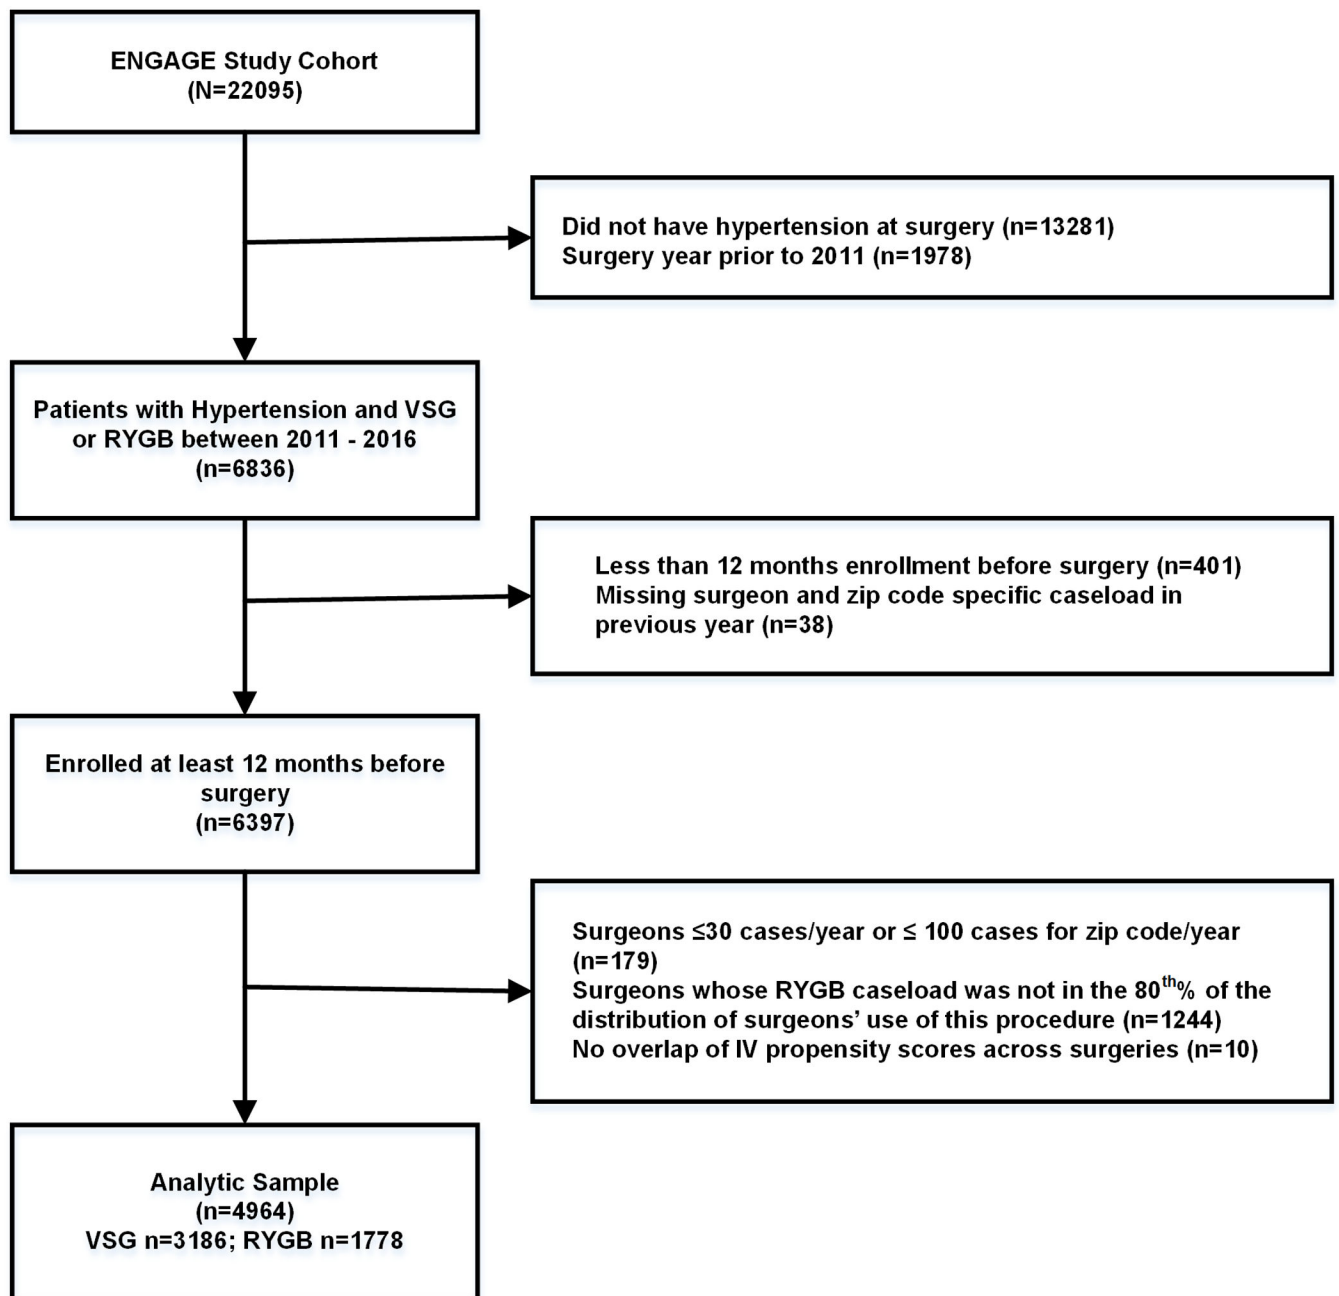 ENGAGE Study Cohort
(N=22095)
Did not have hypertension at surgery (n=13281)
Surgery year prior to 2011 (n=1978)
Patients with Hypertension and VSG
or RYGB between 2011 - 2016
(n=6836)
Less than 12 months enrollment before surgery (n=401)
Missing surgeon and zip code specific caseload in
previous year (n=38)
Enrolled at least 12 months before
surgery
(n=6397)
Surgeons ≤30 cases/year or ≤ 100 cases for zip code/year
(n=179)
Surgeons whose RYGB caseload was not in the 80th% of the
distribution of surgeons’ use of this procedure (n=1244)
No overlap of IV propensity scores across surgeries (n=10)
Analytic Sample
(n=4964)
VSG n=3186; RYGB n=1778